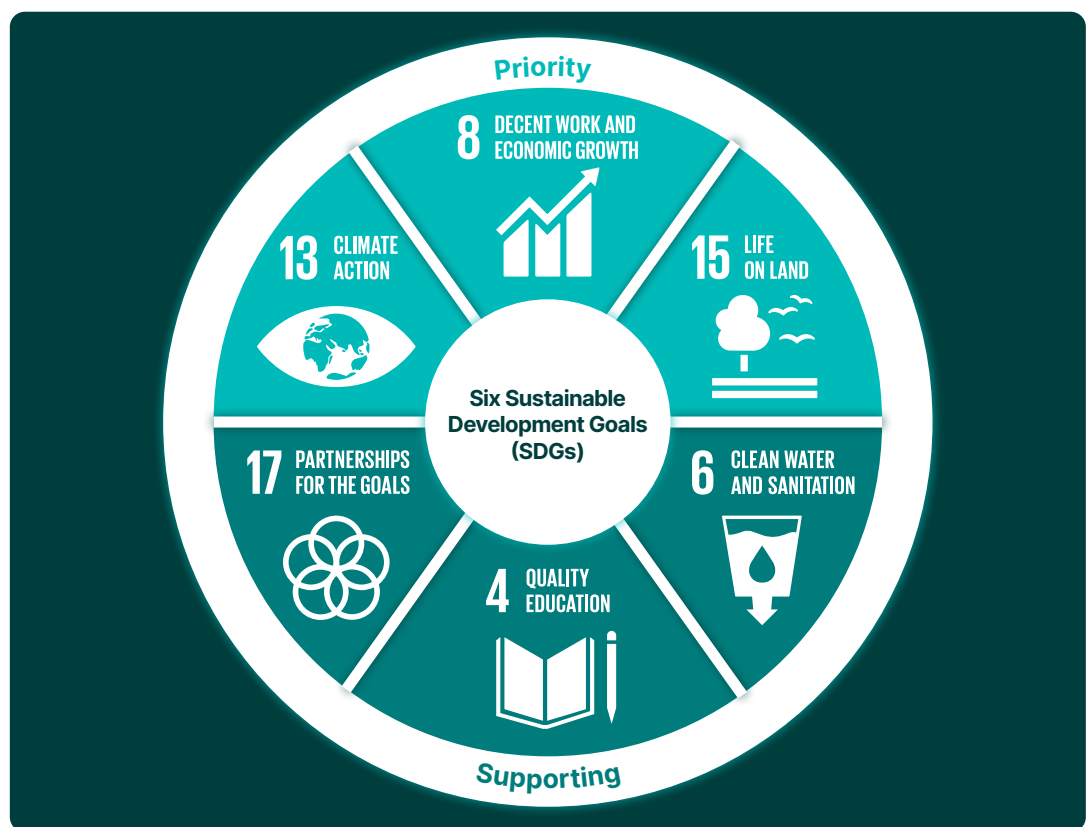 Priority
8 DECENT WORK AND
ECONOMIC GROWTH
13 CLIMATE
ACTION
15 LIFE
ON LAND
Six Sustainable
Development Goals
(SDGs)
17 PARTNERSHIPS
FOR THE GOALS
6 CLEAN WATER
AND SANITATION
4 QUALITY
EDUCATION
Supporting